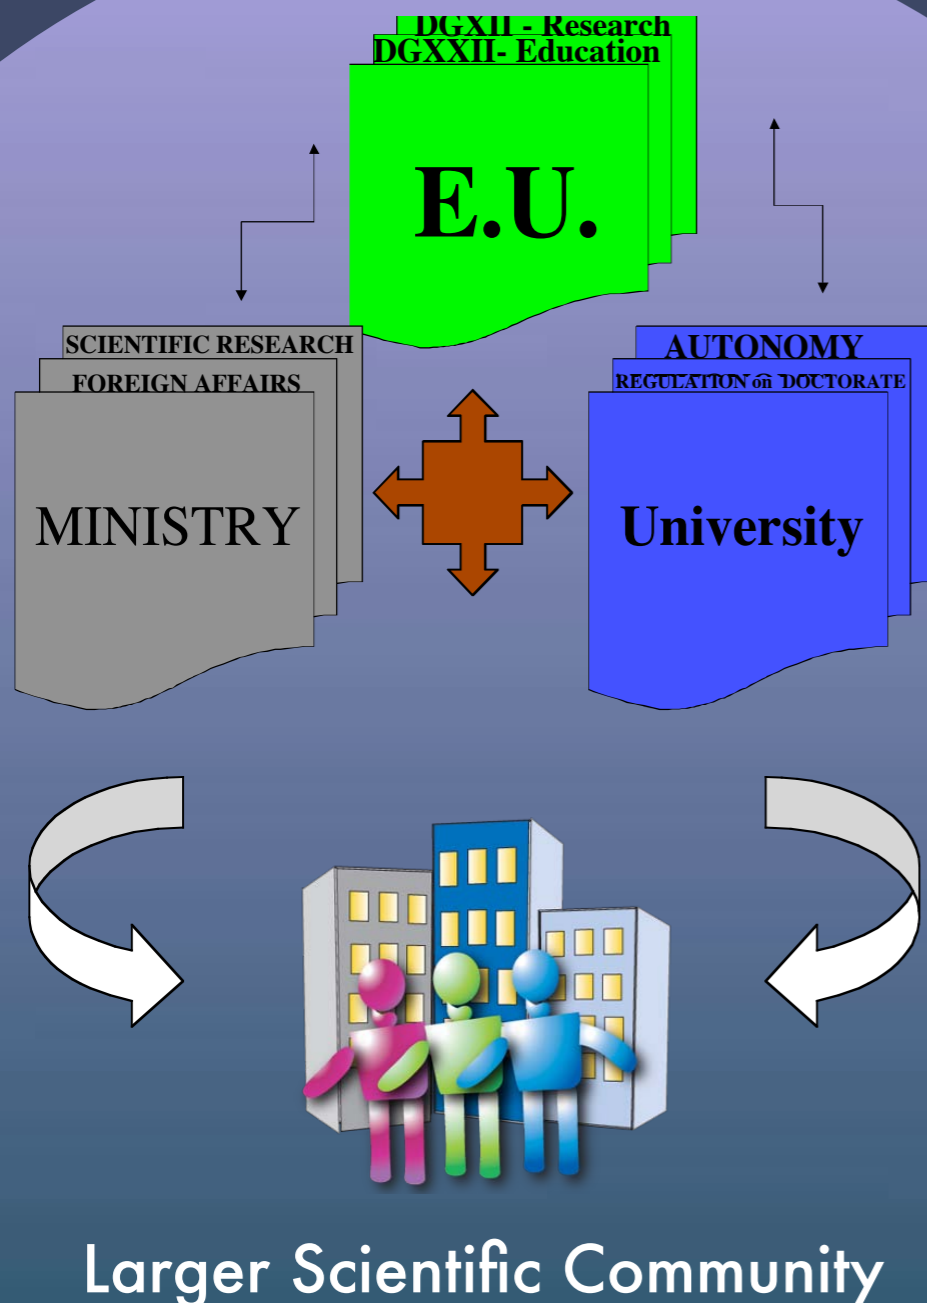 DGXII - Research
DGXXII- Education
E.U.
SCIENTIFIC RESEARCH
FOREIGN AFFAIRS
MINISTRY
AUTONOMY
REGULATION on DOCTORATE
University
Larger Scientific Community